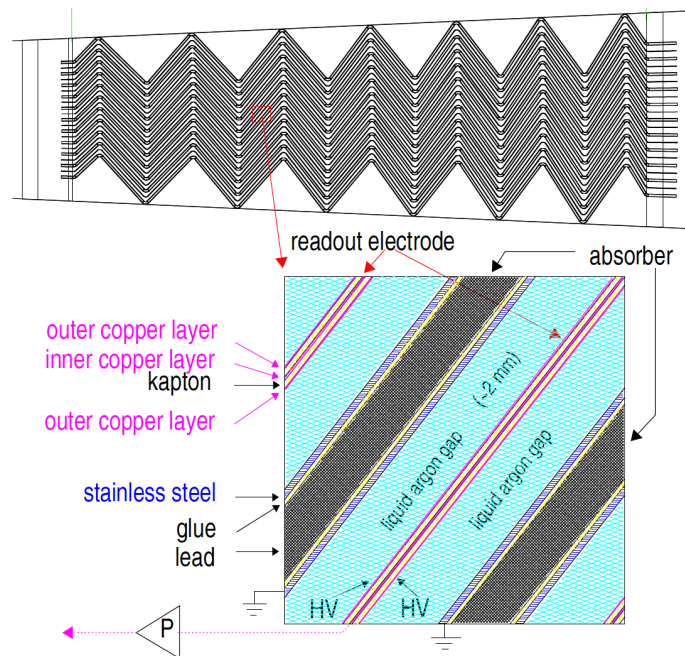 readout electrode
absorber
outer copper layer
inner copper layer
kapton
outer copper layer
(~2 mm)
liquid argon gap
liquid argon gap
stainless steel
glue
lead
HV
HV
P